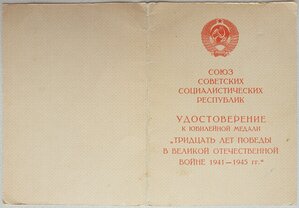 СОЮЗ
СОВЕТСКИХ
СОЦИАЛИСТИЧЕСКИХ
РЕСПУБЛИК
УДОСТОВЕРЕНИЕ
К ЮБИЛЕЙНОЙ МЕДАЛИ
„ТРИДЦАТЬ ЛЕТ ПОБЕДЫ
В ВЕЛИКОЙ ОТЕЧЕСТВЕННОЙ
ВОЙНЕ 1941—1945 гг.“